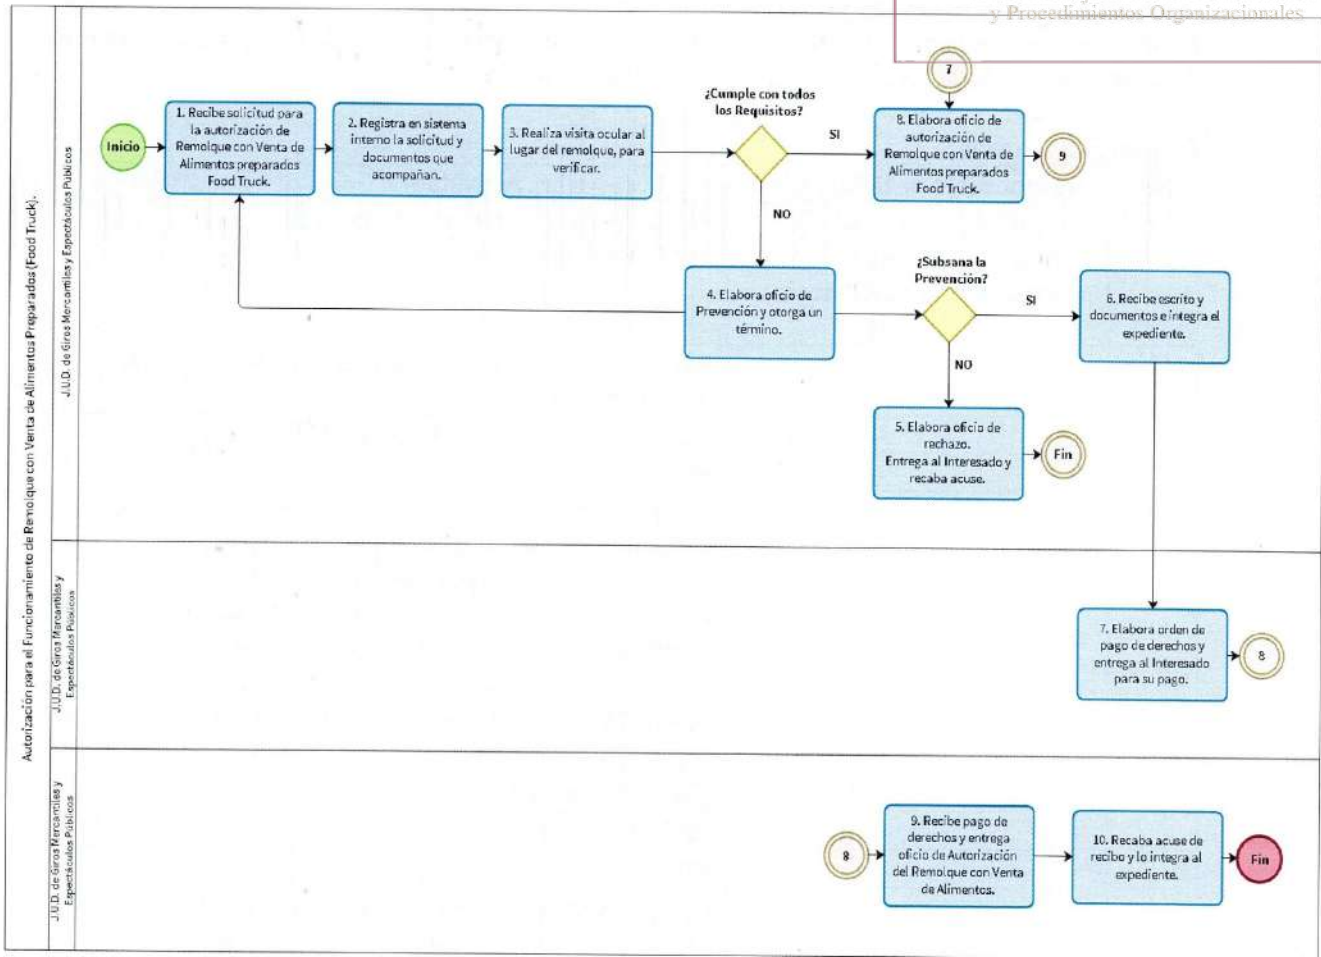 y Procedimientos Organizacionales
Autorización para el Funcionamiento de Remolque con Venta de Alimentos Preparados (Food Truck).
J.U.D. de Giros Mercantiles y Espectáculos Públicos
Inicio
1. Recibe solicitud para
la autorización de
Remolque con Venta de
Alimentos preparados
Food Truck.
2. Registra en sistema
interno la solicitud y
documentos que
acompañan.
3. Realiza visita ocular al
lugar del remolque, para
verificar.
¿Cumple con todos
los Requisitos?
SI
NO
7
8. Elabora oficio de
autorización de
Remolque con Venta de
Alimentos preparados
Food Truck.
9
4. Elabora oficio de
Prevención y otorga un
término.
¿Subsana la
Prevención?
SI
NO
6. Recibe escrito y
documentos e integra el
expediente.
5. Elabora oficio de
rechazo.
Entrega al Interesado y
recaba acuse.
Fin
J.U.D. de Giros Mercantiles y
Espectáculos Públicos
7. Elabora orden de
pago de derechos y
entrega al Interesado
para su pago.
8
J.U.D. de Giros Mercantiles y
Espectáculos Públicos
8
9. Recibe pago de
derechos y entrega
oficio de Autorización
del Remolque con Venta
de Alimentos.
10. Recaba acuse de
recibo y lo integra al
expediente.
Fin